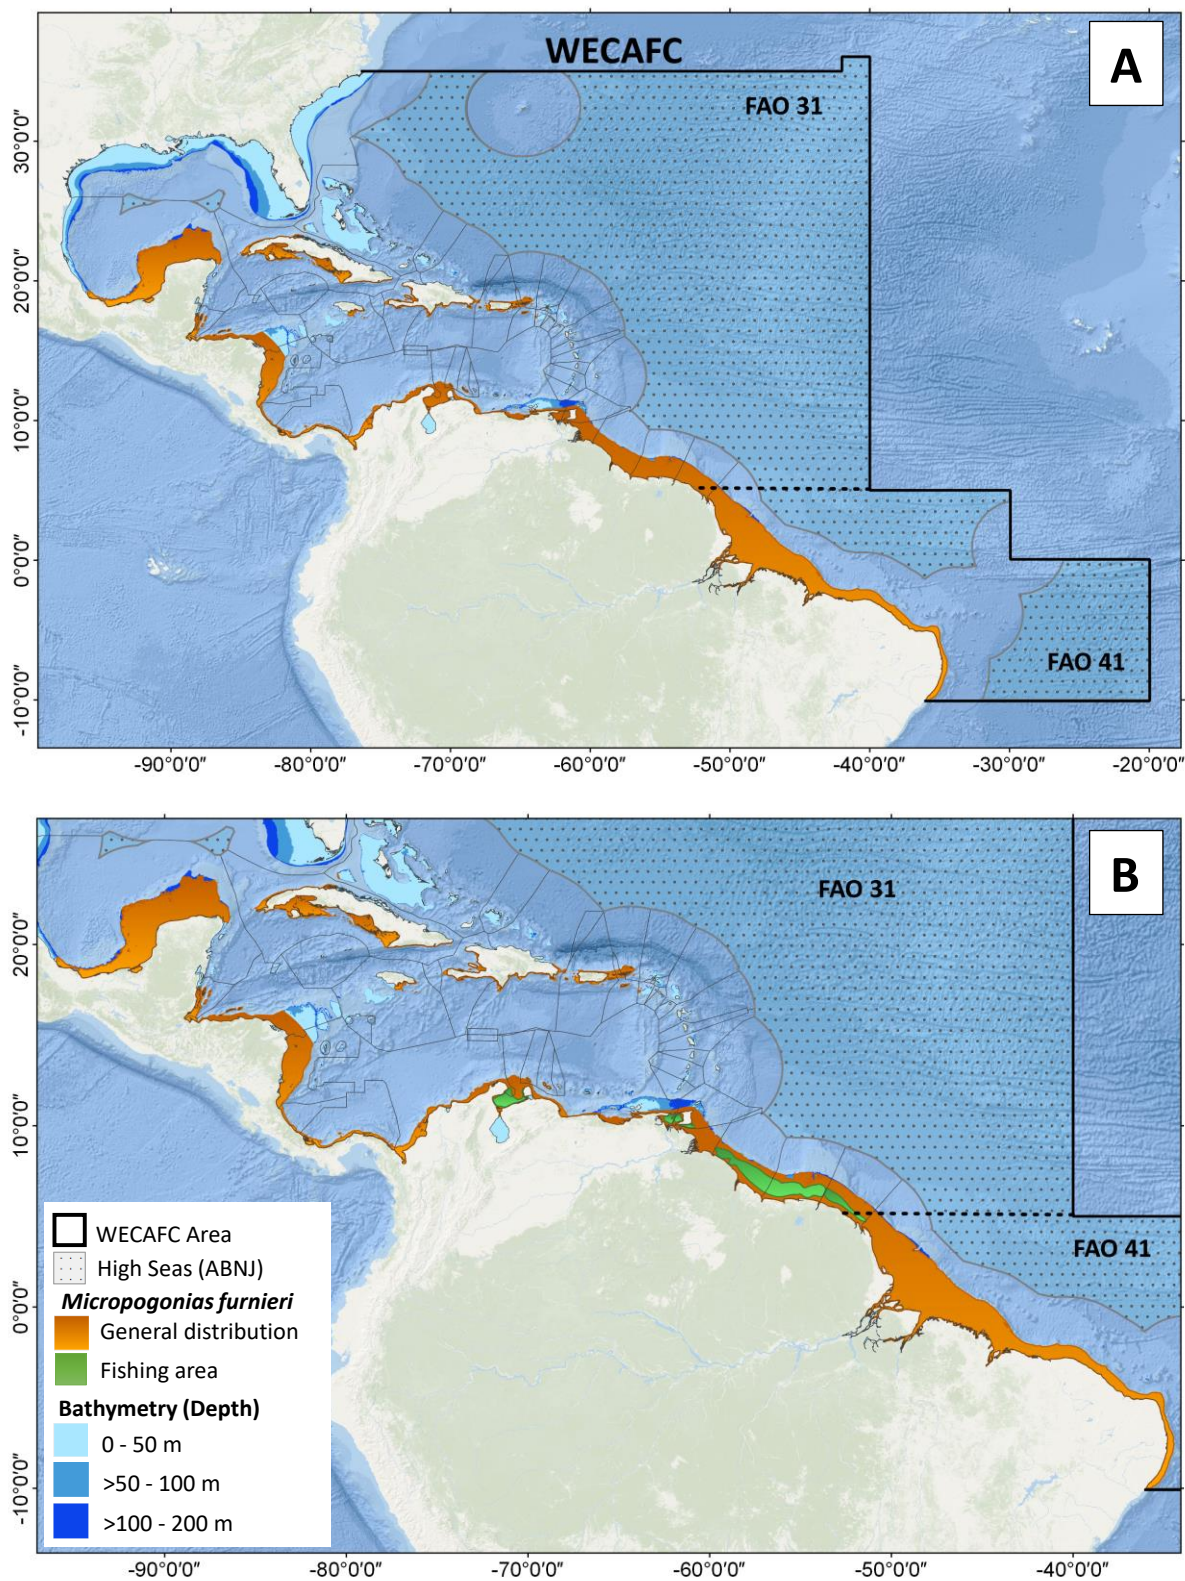 WECAFC
A
FAO 31
30°0'0"
20°0'0"
10°0'0"
0°0'0"
-10°0'0"
FAO 41
-90°0'0"
-80°0'0"
-70°0'0"
-60°0'0"
-50°0'0"
-40°0'0"
-30°0'0"
-20°0'0"
B
FAO 31
20°0'0"
10°0'0"
0°0'0"
-10°0'0"
FAO 41
WECAFC Area
High Seas (ABNJ)
Micropogonias furnieri
General distribution
Fishing area
Bathymetry (Depth)
0 - 50 m
>50 - 100 m
>100 - 200 m
-90°0'0"
-80°0'0"
-70°0'0"
-60°0'0"
-50°0'0"
-40°0'0"